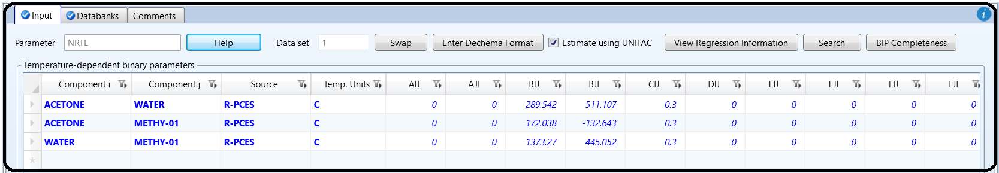 Input Databanks Comments
Parameter NRTL Help Data set 1 Swap Enter Dechema Format Estimate using UNIFAC View Regression Information Search BIP Completeness
Temperature-dependent binary parameters
Component i Component j Source Temp. Units AIJ AJI BIJ BJI CIJ DIJ EIJ EJI FIJ FJI
ACETONE WATER R-PCES C 0 0 289.542 511.107 0.3 0 0 0 0 0
ACETONE METHY-01 R-PCES C 0 0 172.038 -132.643 0.3 0 0 0 0 0
WATER METHY-01 R-PCES C 0 0 1373.27 445.052 0.3 0 0 0 0 0